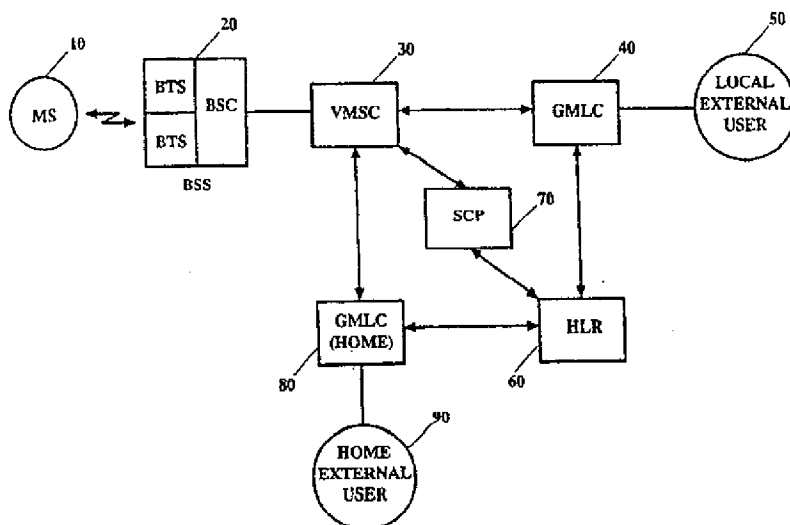 10
20
30
40
50
MS
BTS
BTS
BSC
BSS
VMSC
GMLC
LOCAL
EXTERNAL
USER
SCP
70
GMLC
(HOME)
80
HLR
60
90
HOME
EXTERNAL
USER